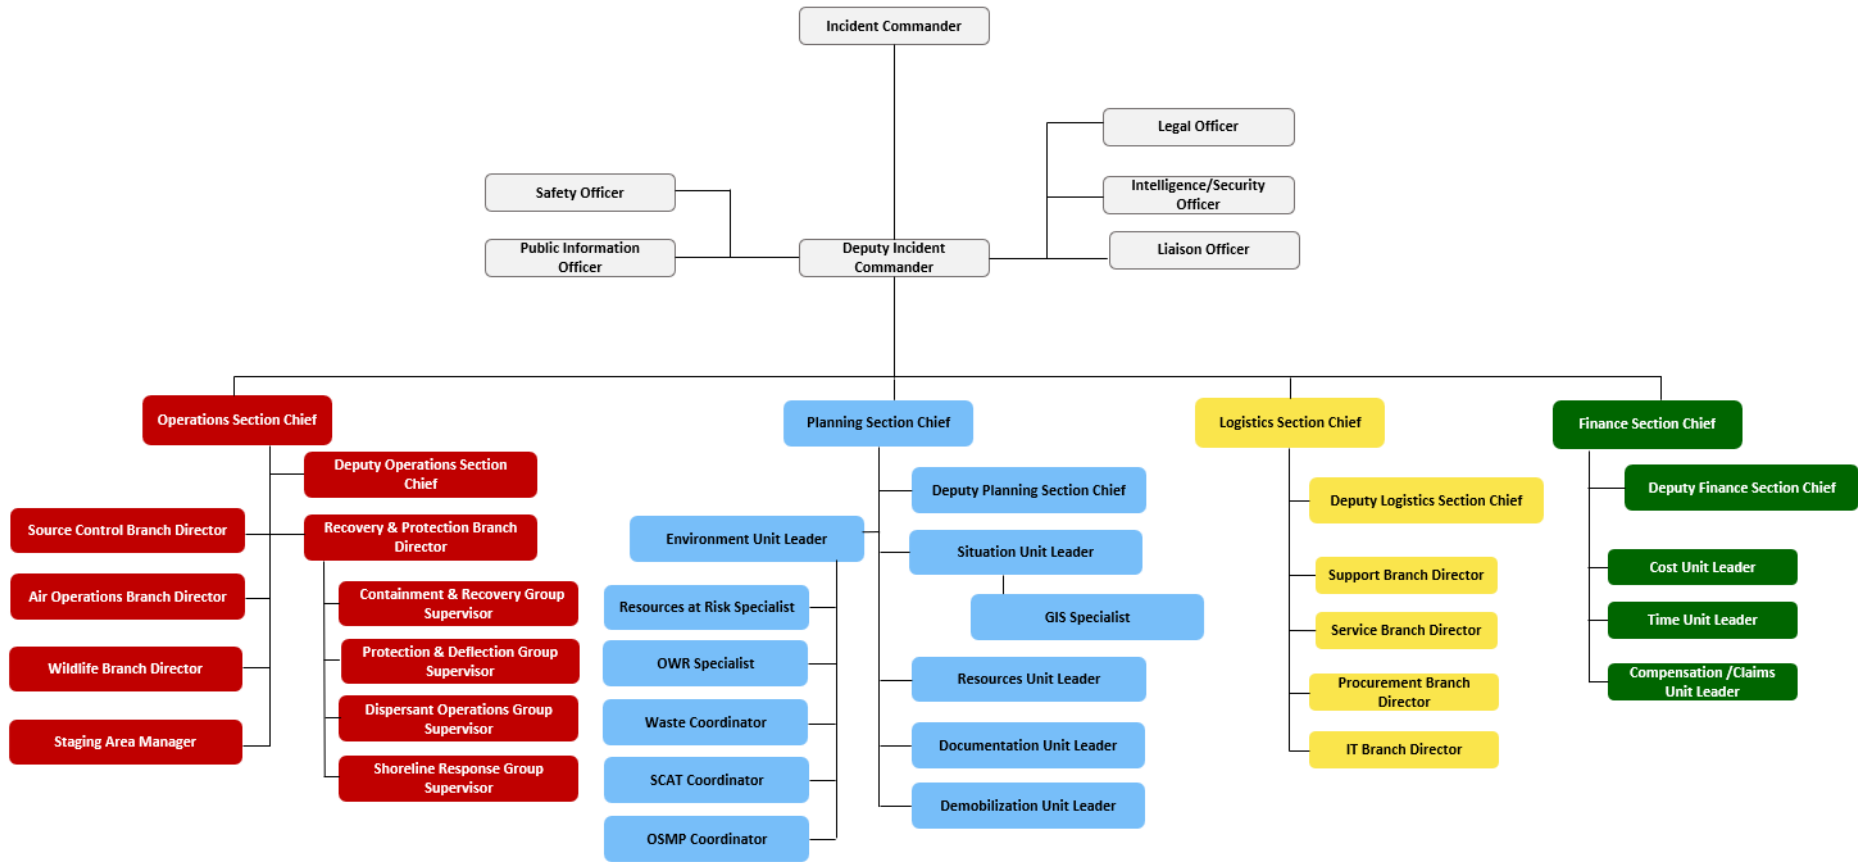 Incident Commander
Legal Officer
Intelligence/Security
Officer
Safety Officer
Public Information
Officer
Deputy Incident
Commander
Liaison Officer
Operations Section Chief
Deputy Operations Section
Chief
Source Control Branch Director
Recovery & Protection Branch
Director
Air Operations Branch Director
Containment & Recovery Group
Supervisor
Protection & Deflection Group
Supervisor
Wildlife Branch Director
Dispersant Operations Group
Supervisor
Staging Area Manager
Shoreline Response Group
Supervisor
Planning Section Chief
Deputy Planning Section Chief
Environment Unit Leader
Situation Unit Leader
Resources at Risk Specialist
GIS Specialist
OWR Specialist
Resources Unit Leader
Waste Coordinator
Documentation Unit Leader
SCAT Coordinator
Demobilization Unit Leader
OSMP Coordinator
Logistics Section Chief
Deputy Logistics Section Chief
Support Branch Director
Service Branch Director
Procurement Branch
Director
IT Branch Director
Finance Section Chief
Deputy Finance Section Chief
Cost Unit Leader
Time Unit Leader
Compensation /Claims
Unit Leader